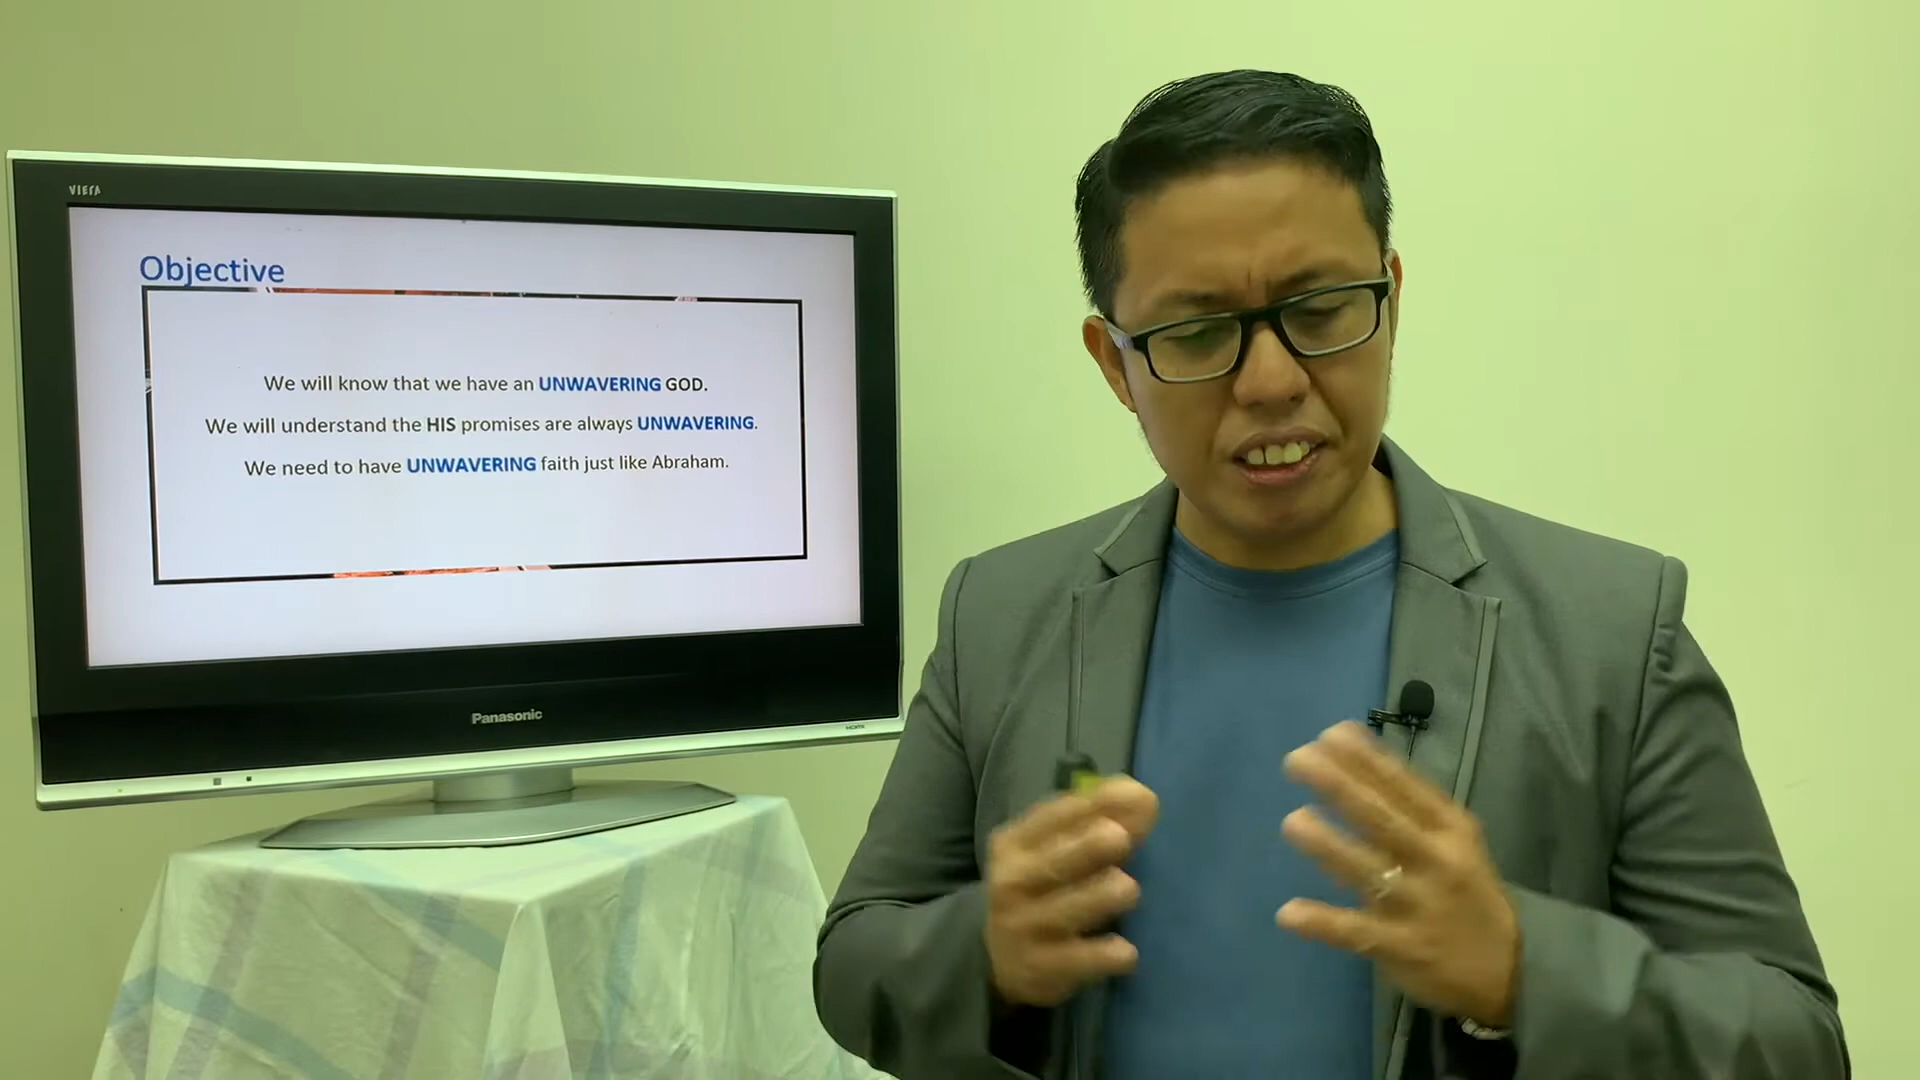 VIERA
Objective
We will know that we have an UNWAVERING GOD.
We will understand the HIS promises are always UNWAVERING.
We need to have UNWAVERING faith just like Abraham.
Panasonic
HDMI